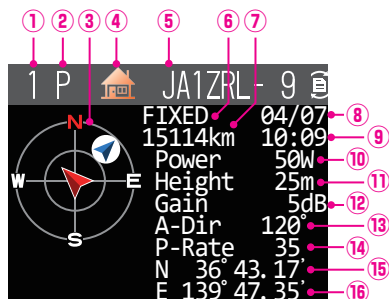 ① ② ③ ④ ⑤ ⑥ ⑦
1 P JA1ZRL- 9
FIXED 04/07 ⑧
15114km 10:09 ⑨
Power 50W ⑩
Height 25m ⑪
Gain 5dB ⑫
A-Dir 120° ⑬
P-Rate 35 ⑭
N 36°43.17' ⑮
E 139°47.35' ⑯
N
W E
S